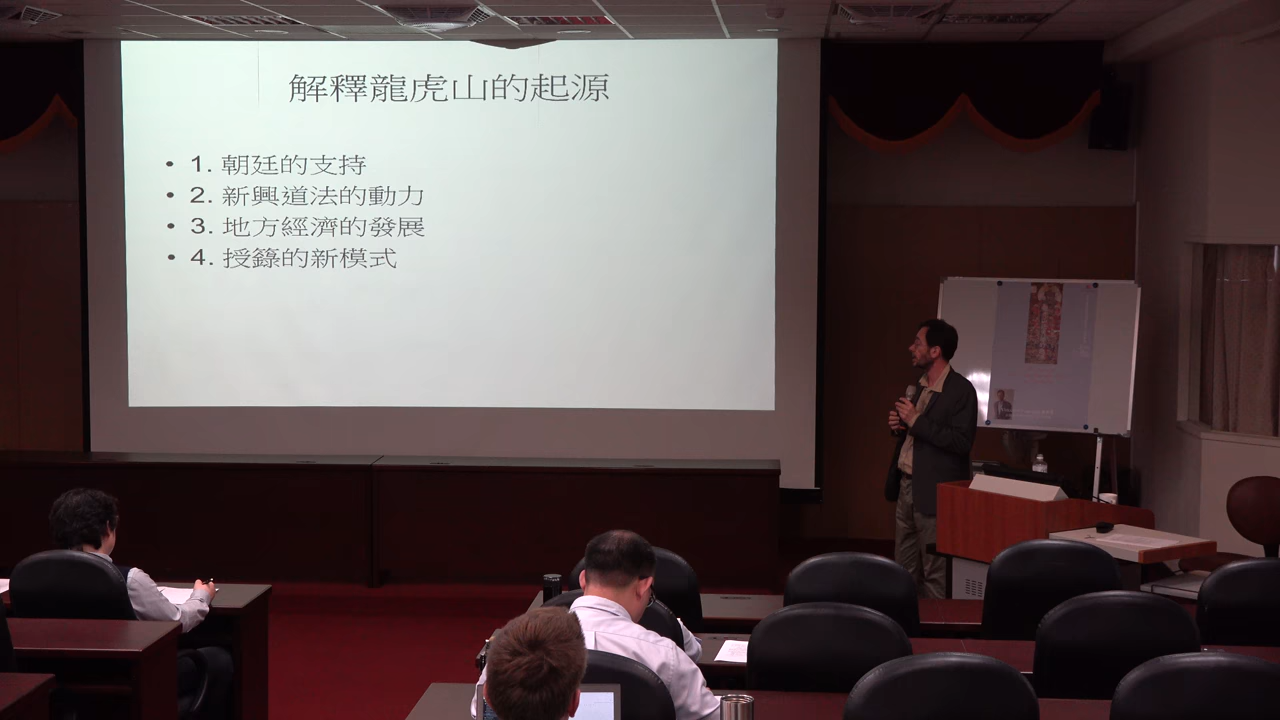 解釋龍虎山的起源
• 1. 朝廷的支持
• 2. 新興道法的動力
• 3. 地方經濟的發展
• 4. 授籙的新模式